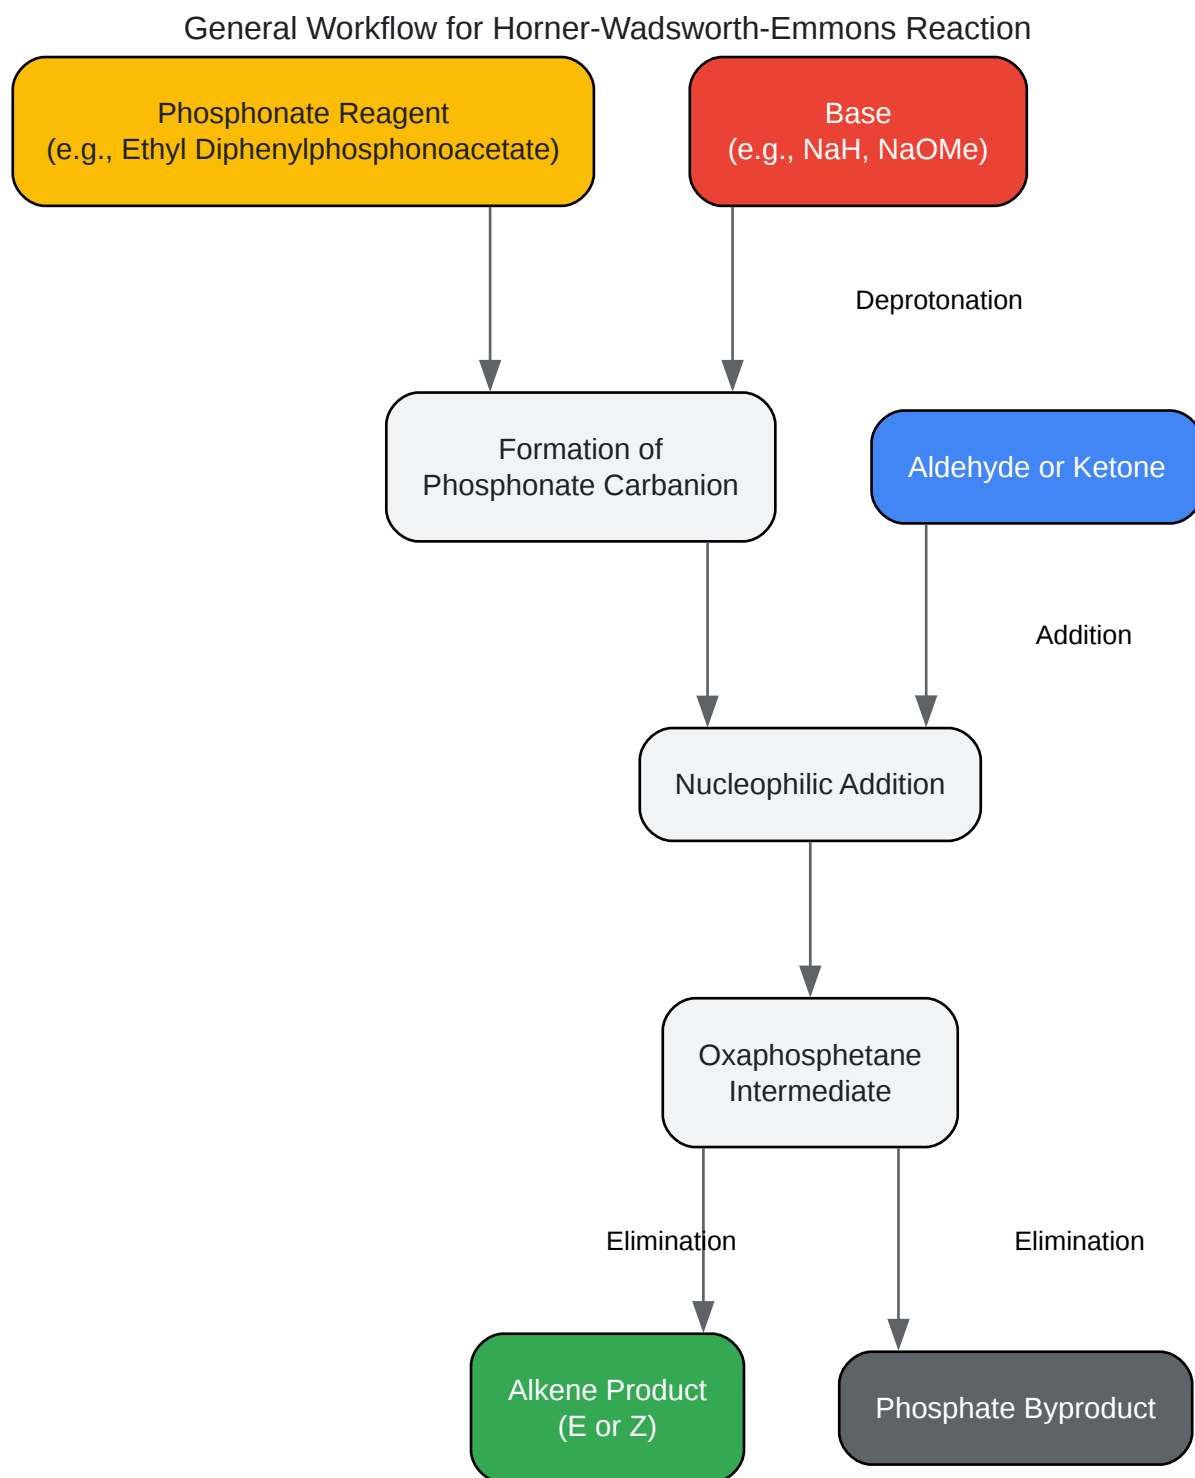 General Workflow for Horner-Wadsworth-Emmons Reaction
Phosphonate Reagent
(e.g., Ethyl Diphenylphosphonoacetate)
Base
(e.g., NaH, NaOMe)
Deprotonation
Formation of
Phosphonate Carbanion
Aldehyde or Ketone
Addition
Nucleophilic Addition
Oxaphosphetane
Intermediate
Elimination
Elimination
Alkene Product
(E or Z)
Phosphate Byproduct